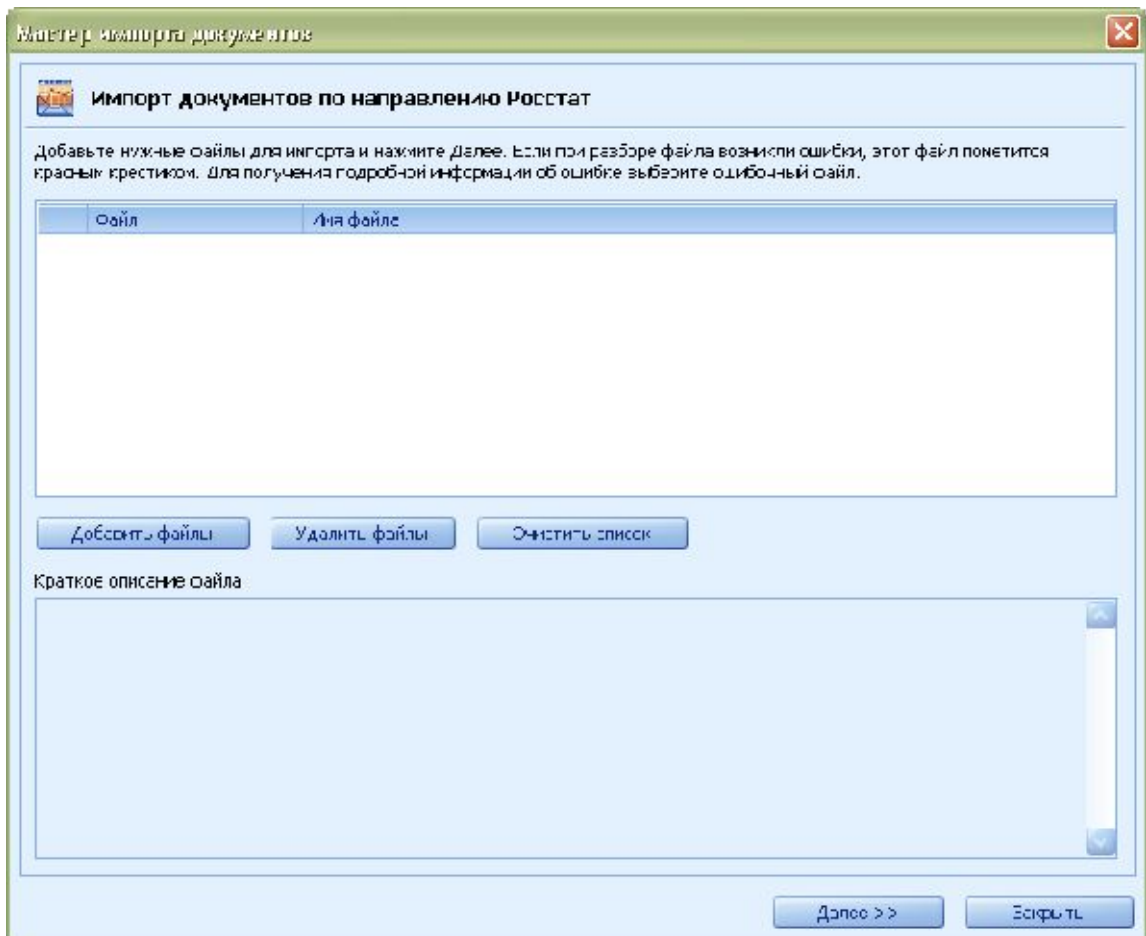 Мастер импорта документов
Импорт документов по направлению Росстат
Добавьте нужные файлы для импорта и нажмите Далее. Если при разборе файла возникли ошибки, этот файл пометится
красным крестиком. Для получения подробной информации об ошибке выберите ошибочный файл.
Файл Имя файла
Добавить файлы Удалить файлы Очистить список
Краткое описание файла
Далее >> Закрыть